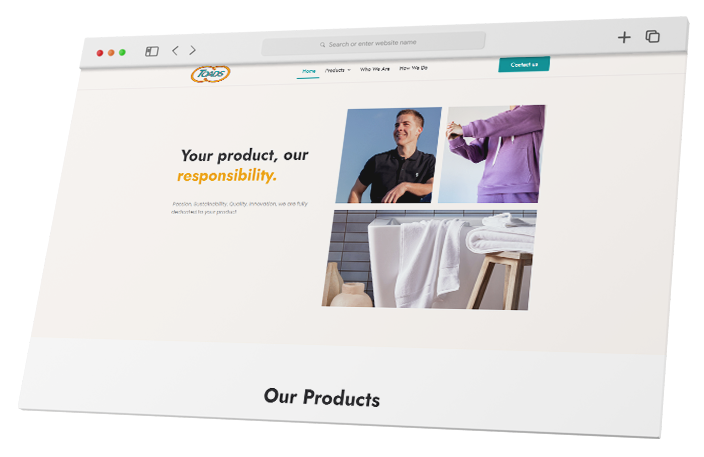 Search or enter website name
TOADS
Home Products Who We Are How We Do Contact us
Your product, our
responsibility.
Passion, Sustainability, Quality, Innovation, we are fully
dedicated to your product!
Our Products